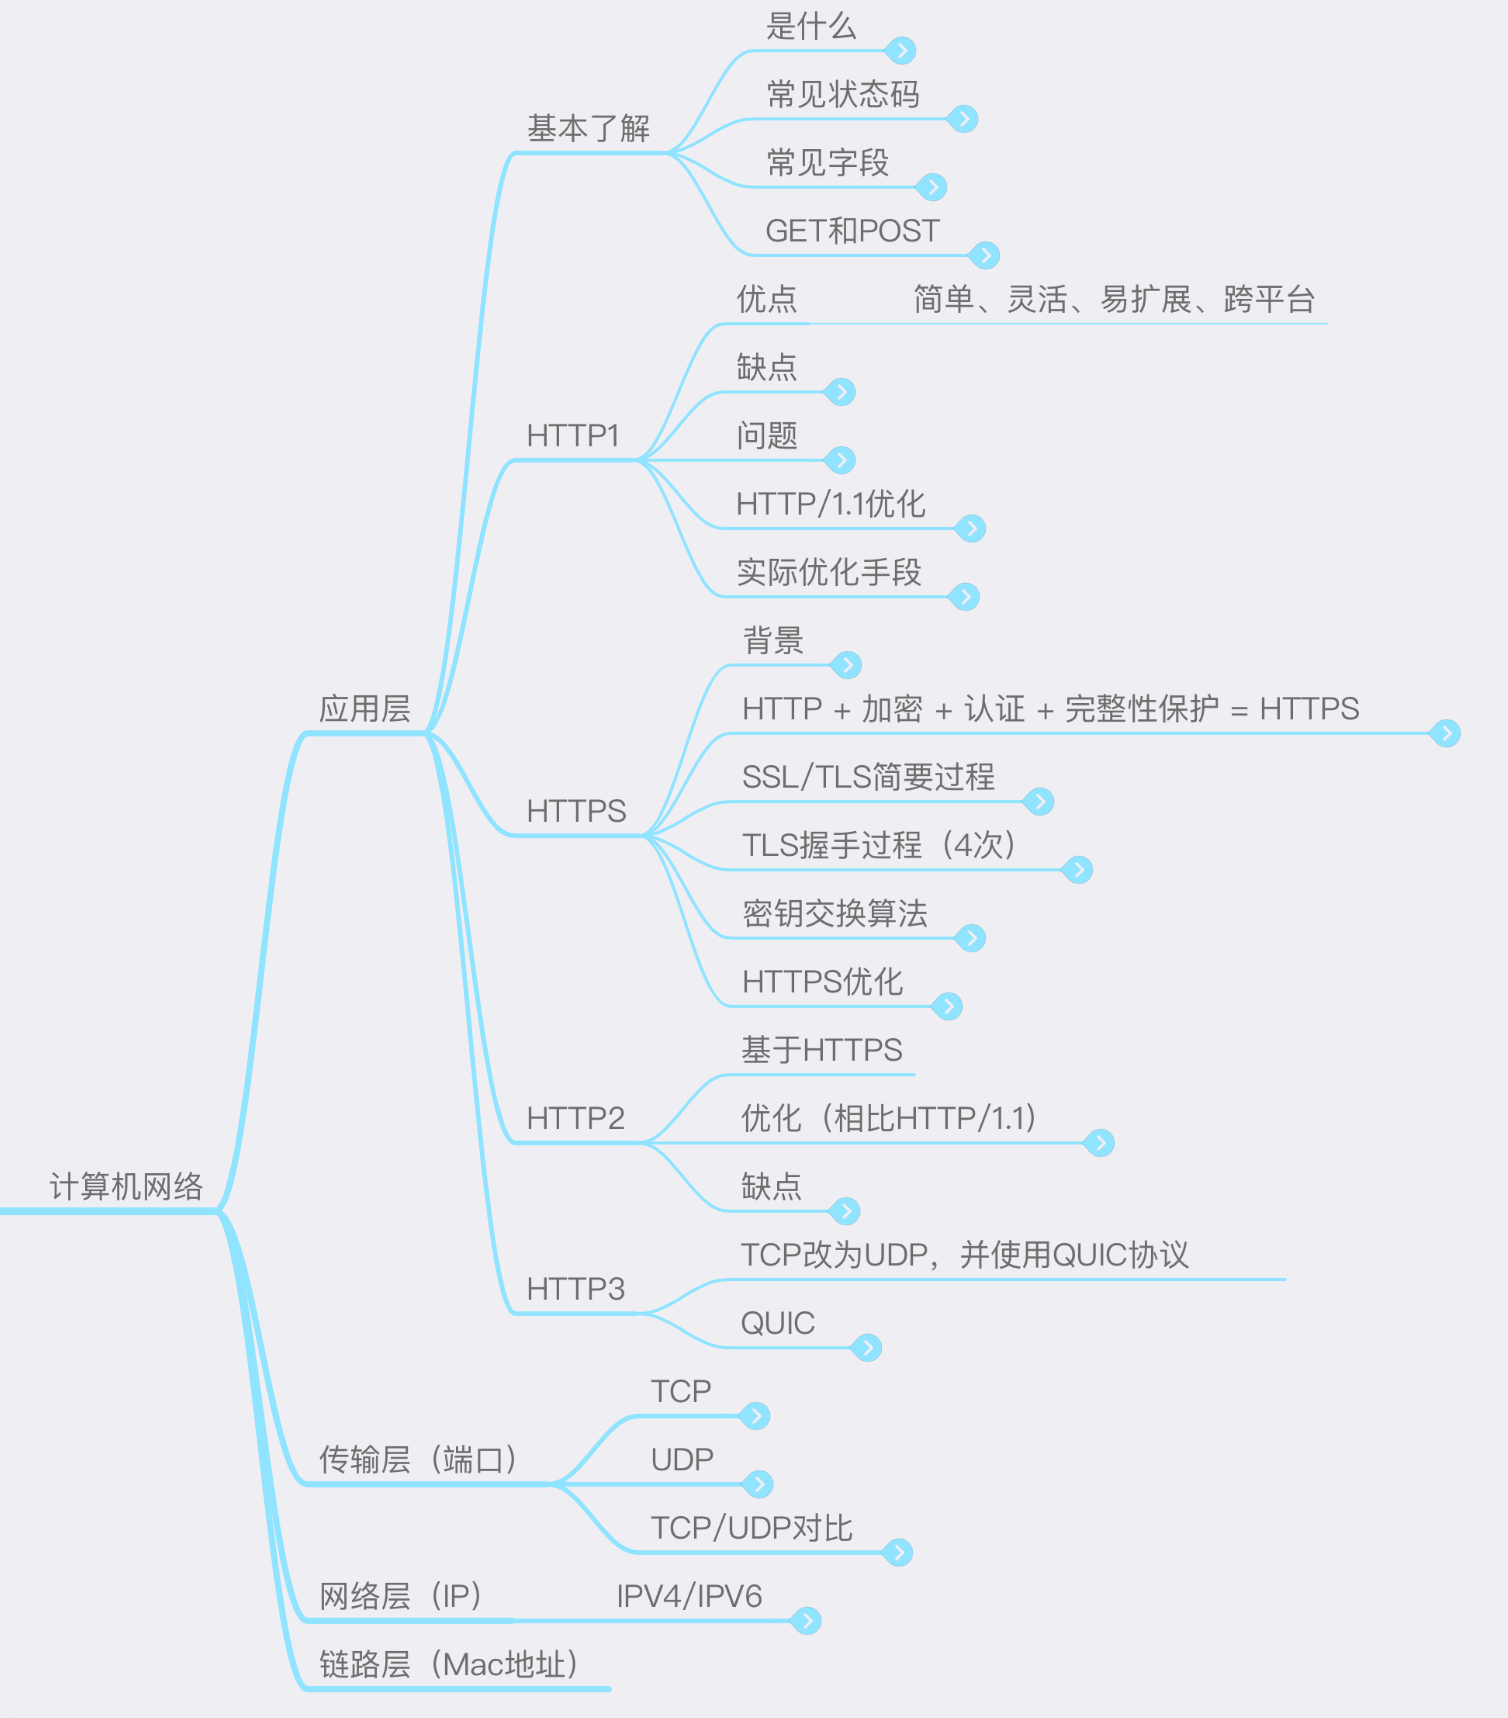 是什么
常见状态码
基本了解
常见字段
GET和POST
优点
简单、灵活、易扩展、跨平台
缺点
HTTP1
问题
HTTP/1.1优化
实际优化手段
背景
应用层
HTTP + 加密 + 认证 + 完整性保护 = HTTPS
SSL/TLS简要过程
HTTPS
TLS握手过程（4次）
密钥交换算法
HTTPS优化
基于HTTPS
HTTP2
优化（相比HTTP/1.1）
计算机网络
缺点
TCP改为UDP，并使用QUIC协议
HTTP3
QUIC
TCP
传输层（端口）
UDP
TCP/UDP对比
网络层（IP）
IPV4/IPV6
链路层（Mac地址）